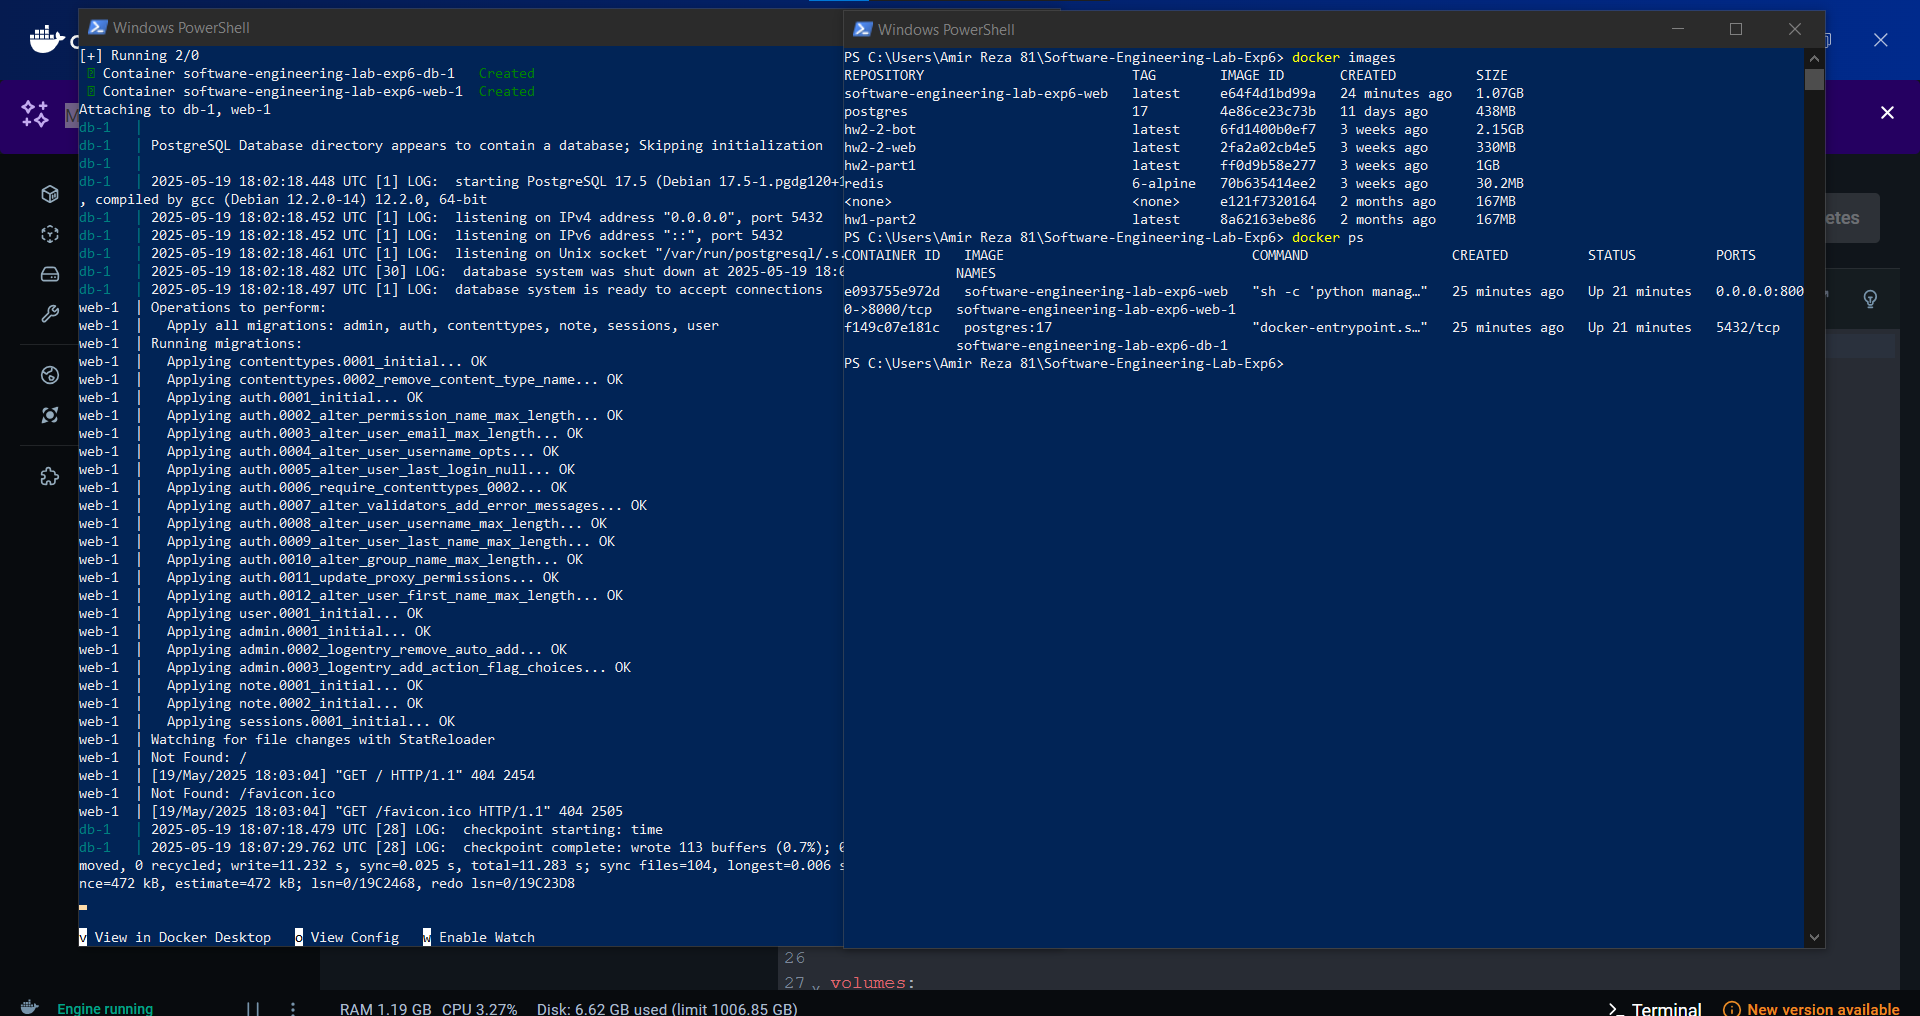 Windows PowerShell
[+] Running 2/0
Container software-engineering-lab-exp6-db-1   Created
Container software-engineering-lab-exp6-web-1  Created
Attaching to db-1, web-1
db-1   |
db-1   | PostgreSQL Database directory appears to contain a database; Skipping initialization
db-1   |
db-1   | 2025-05-19 18:02:18.448 UTC [1] LOG:  starting PostgreSQL 17.5 (Debian 17.5-1.pgdg120+1
, compiled by gcc (Debian 12.2.0-14) 12.2.0, 64-bit
db-1   | 2025-05-19 18:02:18.452 UTC [1] LOG:  listening on IPv4 address "0.0.0.0", port 5432
db-1   | 2025-05-19 18:02:18.452 UTC [1] LOG:  listening on IPv6 address "::", port 5432
db-1   | 2025-05-19 18:02:18.461 UTC [1] LOG:  listening on Unix socket "/var/run/postgresql/.s.
db-1   | 2025-05-19 18:02:18.482 UTC [30] LOG:  database system was shut down at 2025-05-19 18:0
db-1   | 2025-05-19 18:02:18.497 UTC [1] LOG:  database system is ready to accept connections
web-1  | Operations to perform:
web-1  |   Apply all migrations: admin, auth, contenttypes, note, sessions, user
web-1  | Running migrations:
web-1  |   Applying contenttypes.0001_initial... OK
web-1  |   Applying contenttypes.0002_remove_content_type_name... OK
web-1  |   Applying auth.0001_initial... OK
web-1  |   Applying auth.0002_alter_permission_name_max_length... OK
web-1  |   Applying auth.0003_alter_user_email_max_length... OK
web-1  |   Applying auth.0004_alter_user_username_opts... OK
web-1  |   Applying auth.0005_alter_user_last_login_null... OK
web-1  |   Applying auth.0006_require_contenttypes_0002... OK
web-1  |   Applying auth.0007_alter_validators_add_error_messages... OK
web-1  |   Applying auth.0008_alter_user_username_max_length... OK
web-1  |   Applying auth.0009_alter_user_last_name_max_length... OK
web-1  |   Applying auth.0010_alter_group_name_max_length... OK
web-1  |   Applying auth.0011_update_proxy_permissions... OK
web-1  |   Applying auth.0012_alter_user_first_name_max_length... OK
web-1  |   Applying user.0001_initial... OK
web-1  |   Applying admin.0001_initial... OK
web-1  |   Applying admin.0002_logentry_remove_auto_add... OK
web-1  |   Applying admin.0003_logentry_add_action_flag_choices... OK
web-1  |   Applying note.0001_initial... OK
web-1  |   Applying note.0002_initial... OK
web-1  |   Applying sessions.0001_initial... OK
web-1  | Watching for file changes with StatReloader
web-1  | Not Found: /
web-1  | [19/May/2025 18:03:04] "GET / HTTP/1.1" 404 2454
web-1  | Not Found: /favicon.ico
web-1  | [19/May/2025 18:03:04] "GET /favicon.ico HTTP/1.1" 404 2505
db-1   | 2025-05-19 18:07:18.479 UTC [28] LOG:  checkpoint starting: time
db-1   | 2025-05-19 18:07:29.762 UTC [28] LOG:  checkpoint complete: wrote 113 buffers (0.7%); 0
moved, 0 recycled; write=11.232 s, sync=0.025 s, total=11.283 s; sync files=104, longest=0.006 s
nce=472 kB, estimate=472 kB; lsn=0/19C2468, redo lsn=0/19C23D8
v View in Docker Desktop   o View Config   w Enable Watch
Windows PowerShell
PS C:\Users\Amir Reza 81\Software-Engineering-Lab-Exp6> docker images
REPOSITORY                          TAG        IMAGE ID       CREATED          SIZE
software-engineering-lab-exp6-web   latest     e64f4d1bd99a   24 minutes ago   1.07GB
postgres                            17         4e86ce23c73b   11 days ago      438MB
hw2-2-bot                           latest     6fd1400b0ef7   3 weeks ago      2.15GB
hw2-2-web                           latest     2fa2a02cb4e5   3 weeks ago      330MB
hw2-part1                           latest     ff0d9b58e277   3 weeks ago      1GB
redis                               6-alpine   70b635414ee2   3 weeks ago      30.2MB
<none>                              <none>     e121f7320164   2 months ago     167MB
hw1-part2                           latest     8a62163ebe86   2 months ago     167MB
PS C:\Users\Amir Reza 81\Software-Engineering-Lab-Exp6> docker ps
CONTAINER ID   IMAGE                               COMMAND                  CREATED          STATUS          PORTS
              NAMES
e093755e972d   software-engineering-lab-exp6-web   "sh -c 'python manag…"   25 minutes ago   Up 21 minutes   0.0.0.0:800
0->8000/tcp   software-engineering-lab-exp6-web-1
f149c07e181c   postgres:17                         "docker-entrypoint.s…"   25 minutes ago   Up 21 minutes   5432/tcp
              software-engineering-lab-exp6-db-1
PS C:\Users\Amir Reza 81\Software-Engineering-Lab-Exp6>
etes
26
27 volumes:
Engine running
RAM 1.19 GB  CPU 3.27%   Disk: 6.62 GB used (limit 1006.85 GB)
Terminal
New version available